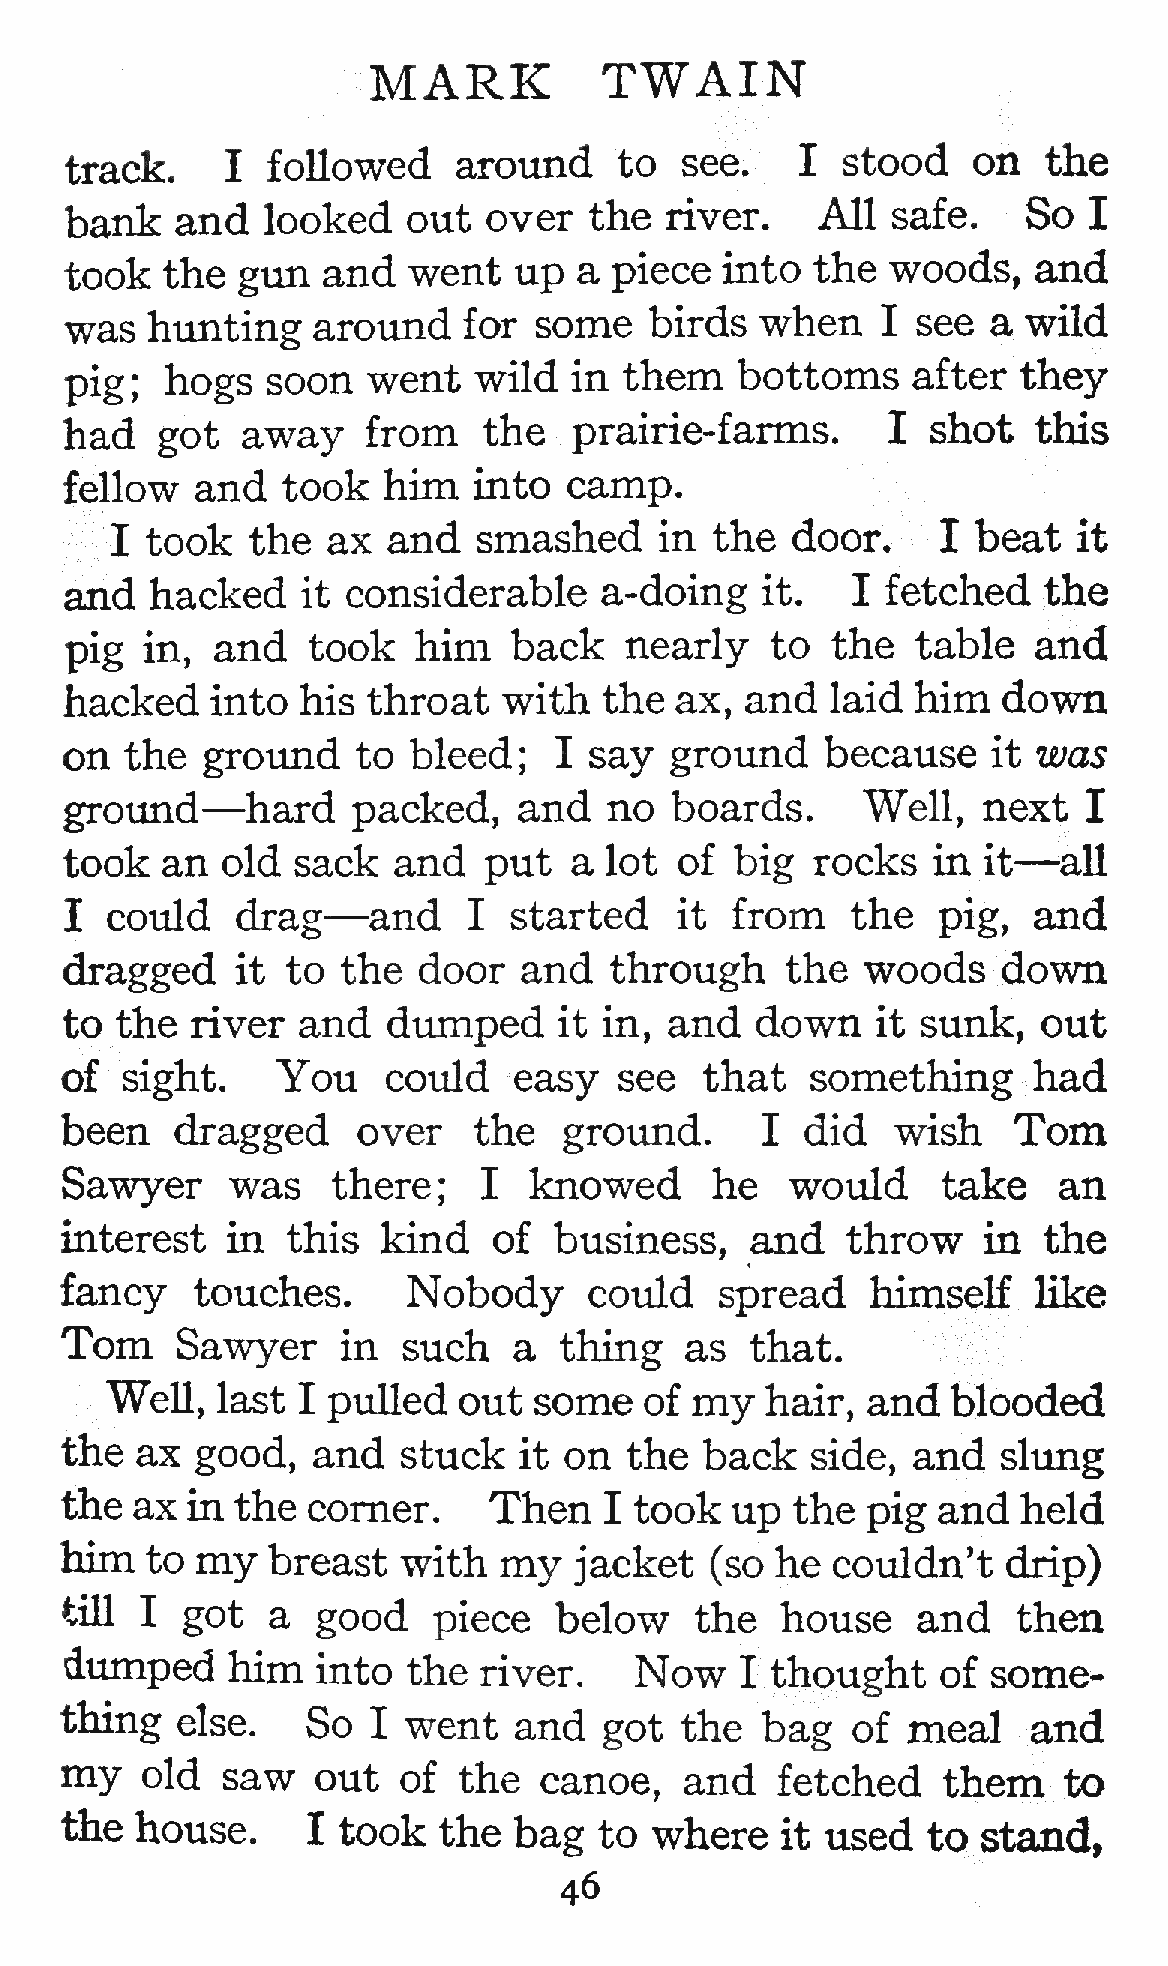 MARK TWAIN
track. I followed around to see. I stood on the
bank and looked out over the river. All safe. So I
took the gun and went up a piece into the woods, and
was hunting around for some birds when I see a wild
pig; hogs soon went wild in them bottoms after they
had got away from the prairie-farms. I shot this
fellow and took him into camp.
I took the ax and smashed in the door. I beat it
and hacked it considerable a-doing it. I fetched the
pig in, and took him back nearly to the table and
hacked into his throat with the ax, and laid him down
on the ground to bleed; I say ground because it was
ground—hard packed, and no boards. Well, next I
took an old sack and put a lot of big rocks in it—all
I could drag—and I started it from the pig, and
dragged it to the door and through the woods down
to the river and dumped it in, and down it sunk, out
of sight. You could easy see that something had
been dragged over the ground. I did wish Tom
Sawyer was there; I knowed he would take an
interest in this kind of business, and throw in the
fancy touches. Nobody could spread himself like
Tom Sawyer in such a thing as that.
Well, last I pulled out some of my hair, and blooded
the ax good, and stuck it on the back side, and slung
the ax in the corner. Then I took up the pig and held
him to my breast with my jacket (so he couldn't drip)
till I got a good piece below the house and then
dumped him into the river. Now I thought of some-
thing else. So I went and got the bag of meal and
my old saw out of the canoe, and fetched them to
the house. I took the bag to where it used to stand,
46